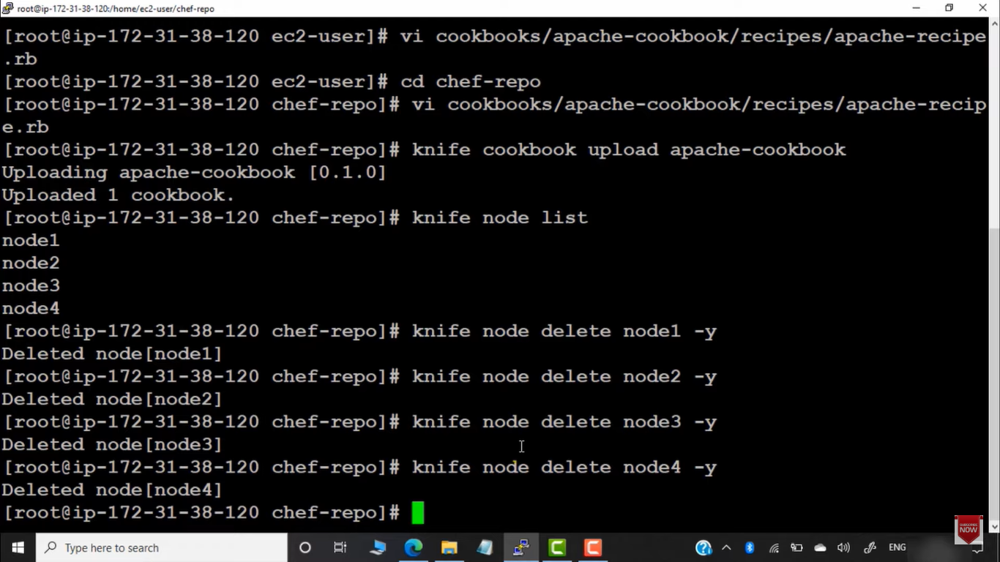 root@ip-172-31-38-120:/home/ec2-user/chef-repo
[root@ip-172-31-38-120 ec2-user]# vi cookbooks/apache-cookbook/recipes/apache-recipe
.rb
[root@ip-172-31-38-120 ec2-user]# cd chef-repo
[root@ip-172-31-38-120 chef-repo]# vi cookbooks/apache-cookbook/recipes/apache-recip
e.rb
[root@ip-172-31-38-120 chef-repo]# knife cookbook upload apache-cookbook
Uploading apache-cookbook [0.1.0]
Uploaded 1 cookbook.
[root@ip-172-31-38-120 chef-repo]# knife node list
node1
node2
node3
node4
[root@ip-172-31-38-120 chef-repo]# knife node delete node1 -y
Deleted node[node1]
[root@ip-172-31-38-120 chef-repo]# knife node delete node2 -y
Deleted node[node2]
[root@ip-172-31-38-120 chef-repo]# knife node delete node3 -y
Deleted node[node3]
[root@ip-172-31-38-120 chef-repo]# knife node delete node4 -y
Deleted node[node4]
[root@ip-172-31-38-120 chef-repo]#
SUBSCRIBE
NOW
Type here to search
ENG